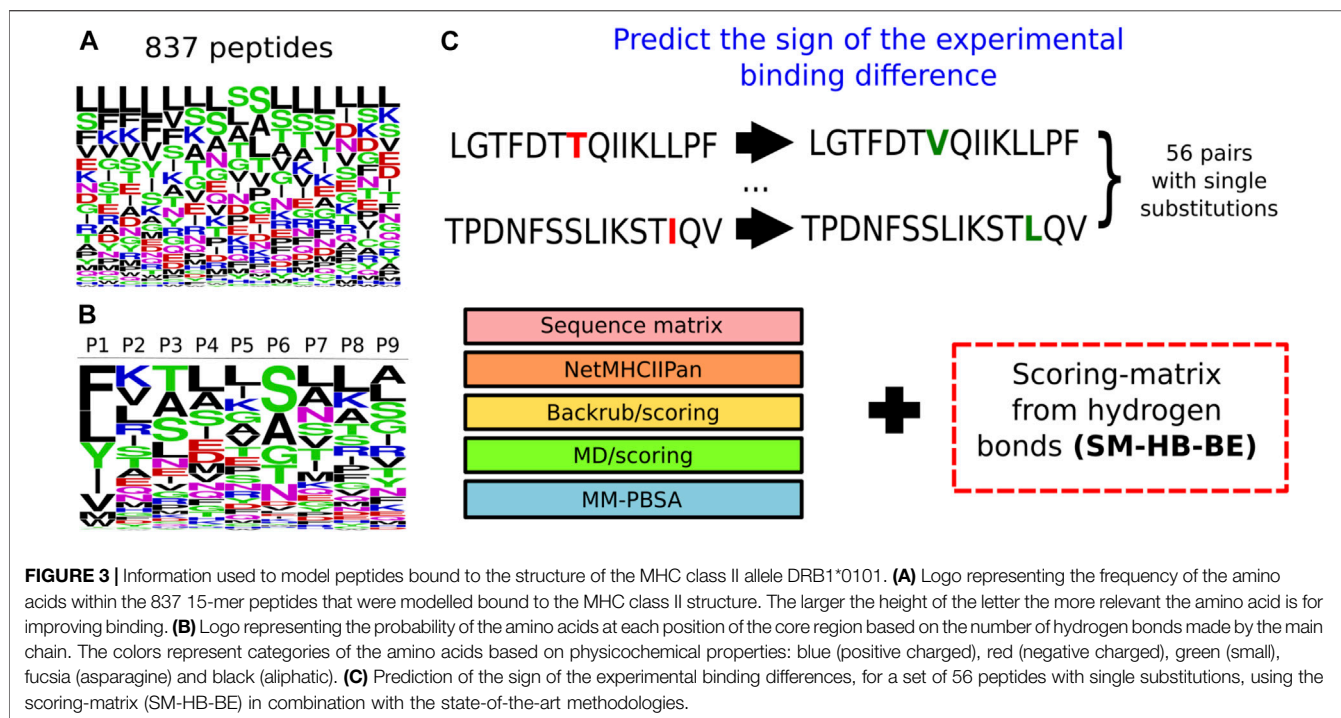 A
837 peptides
B
P1 P2 P3 P4 P5 P6 P7 P8 P9
C
Predict the sign of the experimental
binding difference
LGTFDTTQIIKLLPF
LGTFDTVQIIKLLPF
...
TPDNFSSLIKSTIQV
TPDNFSSLIKSTLQV
56 pairs
with single
substitutions
Sequence matrix
NetMHCIIPan
Backrub/scoring
MD/scoring
MM-PBSA
Scoring-matrix
from hydrogen
bonds (SM-HB-BE)
FIGURE 3 | Information used to model peptides bound to the structure of the MHC class II allele DRB1*0101. (A) Logo representing the frequency of the amino
acids within the 837 15-mer peptides that were modelled bound to the MHC class II structure. The larger the height of the letter the more relevant the amino acid is for
improving binding. (B) Logo representing the probability of the amino acids at each position of the core region based on the number of hydrogen bonds made by the main
chain. The colors represent categories of the amino acids based on physicochemical properties: blue (positive charged), red (negative charged), green (small),
fucsia (asparagine) and black (aliphatic). (C) Prediction of the sign of the experimental binding differences, for a set of 56 peptides with single substitutions, using the
scoring-matrix (SM-HB-BE) in combination with the state-of-the-art methodologies.